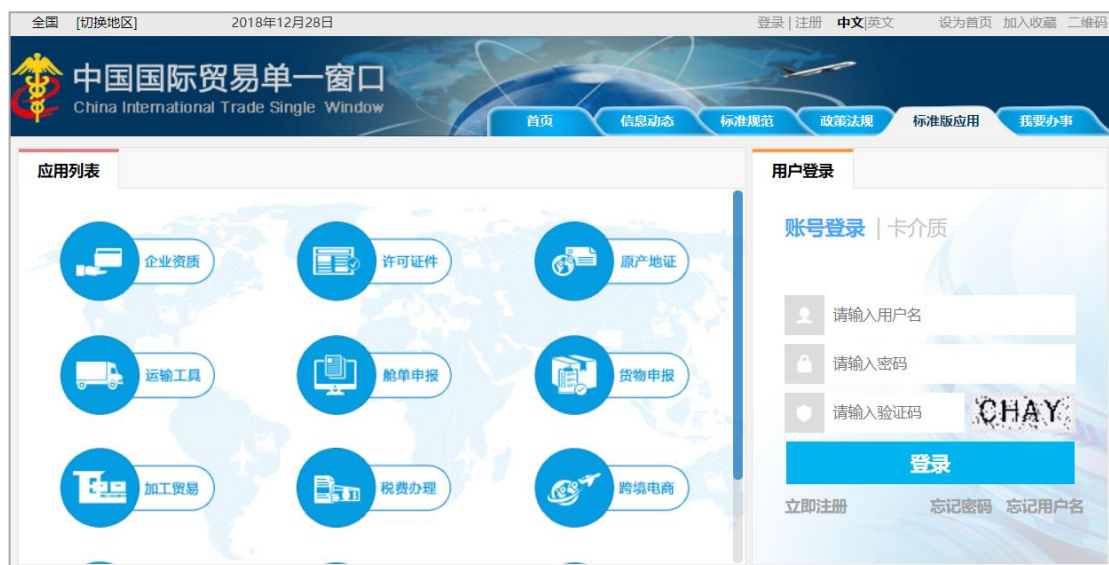 全国 [切换地区] 2018年12月28日 登录 | 注册 中文|英文 设为首页 加入收藏 二维码
中国国际贸易单一窗口
China International Trade Single Window
首页 信息动态 标准规范 政策法规 标准版应用 我要办事
应用列表
企业资质 许可证件 原产地证
运输工具 舱单申报 货物申报
加工贸易 税费办理 跨境电商
用户登录
账号登录 | 卡介质
请输入用户名
请输入密码
请输入验证码 CHAY
登录
立即注册 忘记密码 忘记用户名